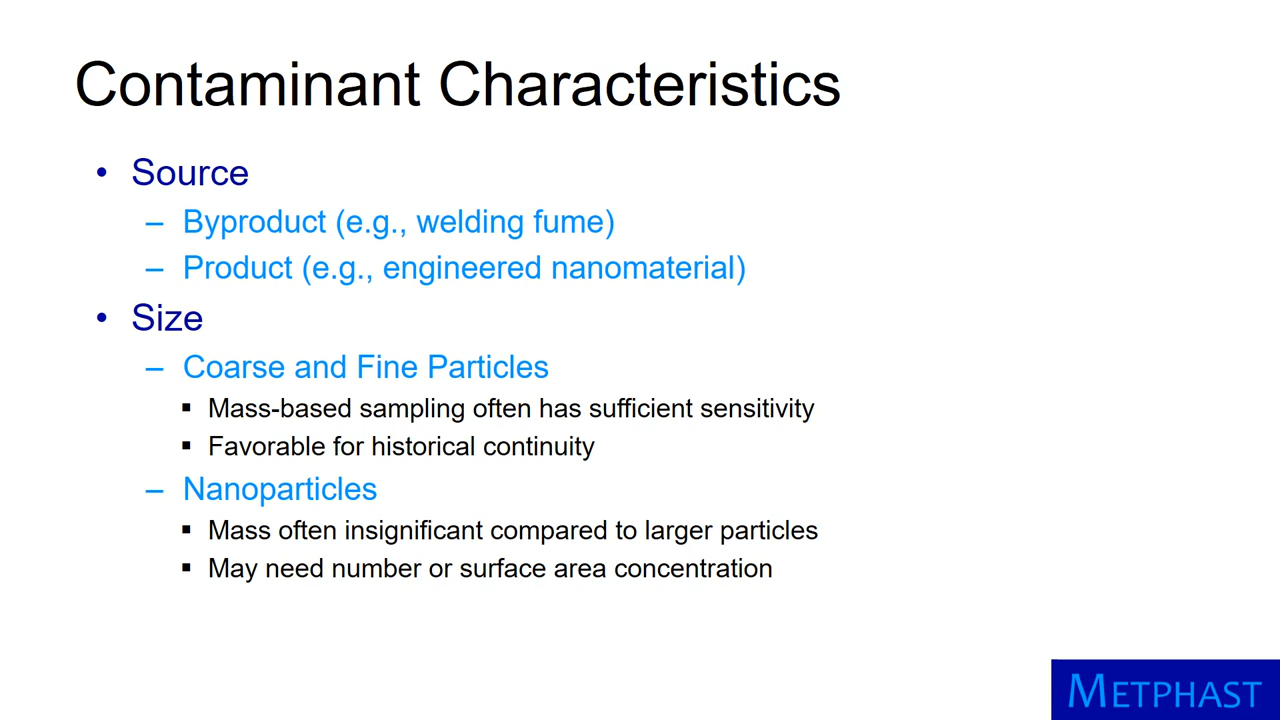 Contaminant Characteristics
• Source
– Byproduct (e.g., welding fume)
– Product (e.g., engineered nanomaterial)
• Size
– Coarse and Fine Particles
▪ Mass-based sampling often has sufficient sensitivity
▪ Favorable for historical continuity
– Nanoparticles
▪ Mass often insignificant compared to larger particles
▪ May need number or surface area concentration
METPHAST